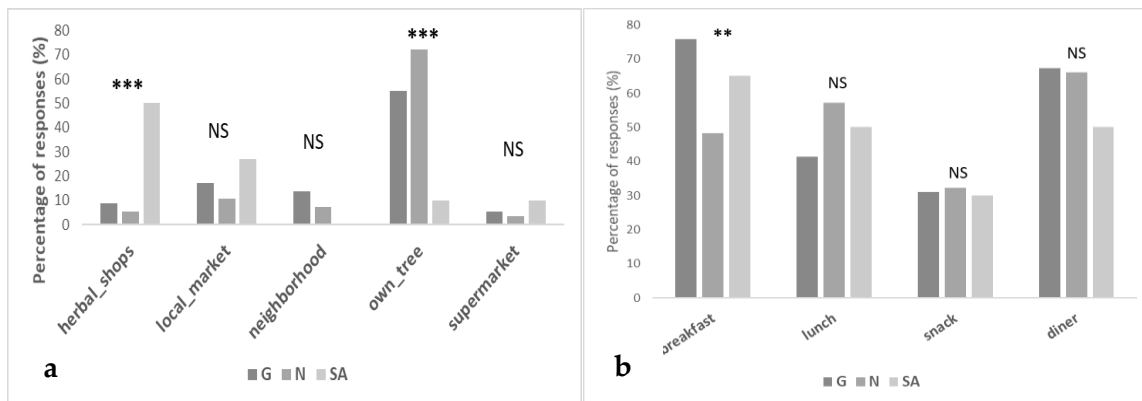 Percentage of responses (%)
80
70
60
50
40
30
20
10
0
***
NS
NS
***
NS
herbal_shops
local_market
neighborhood
own_tree
supermarket
G N SA
a
Percentage of responses (%)
80
70
60
50
40
30
20
10
0
**
NS
NS
NS
breakfast
lunch
snack
diner
G N SA
b